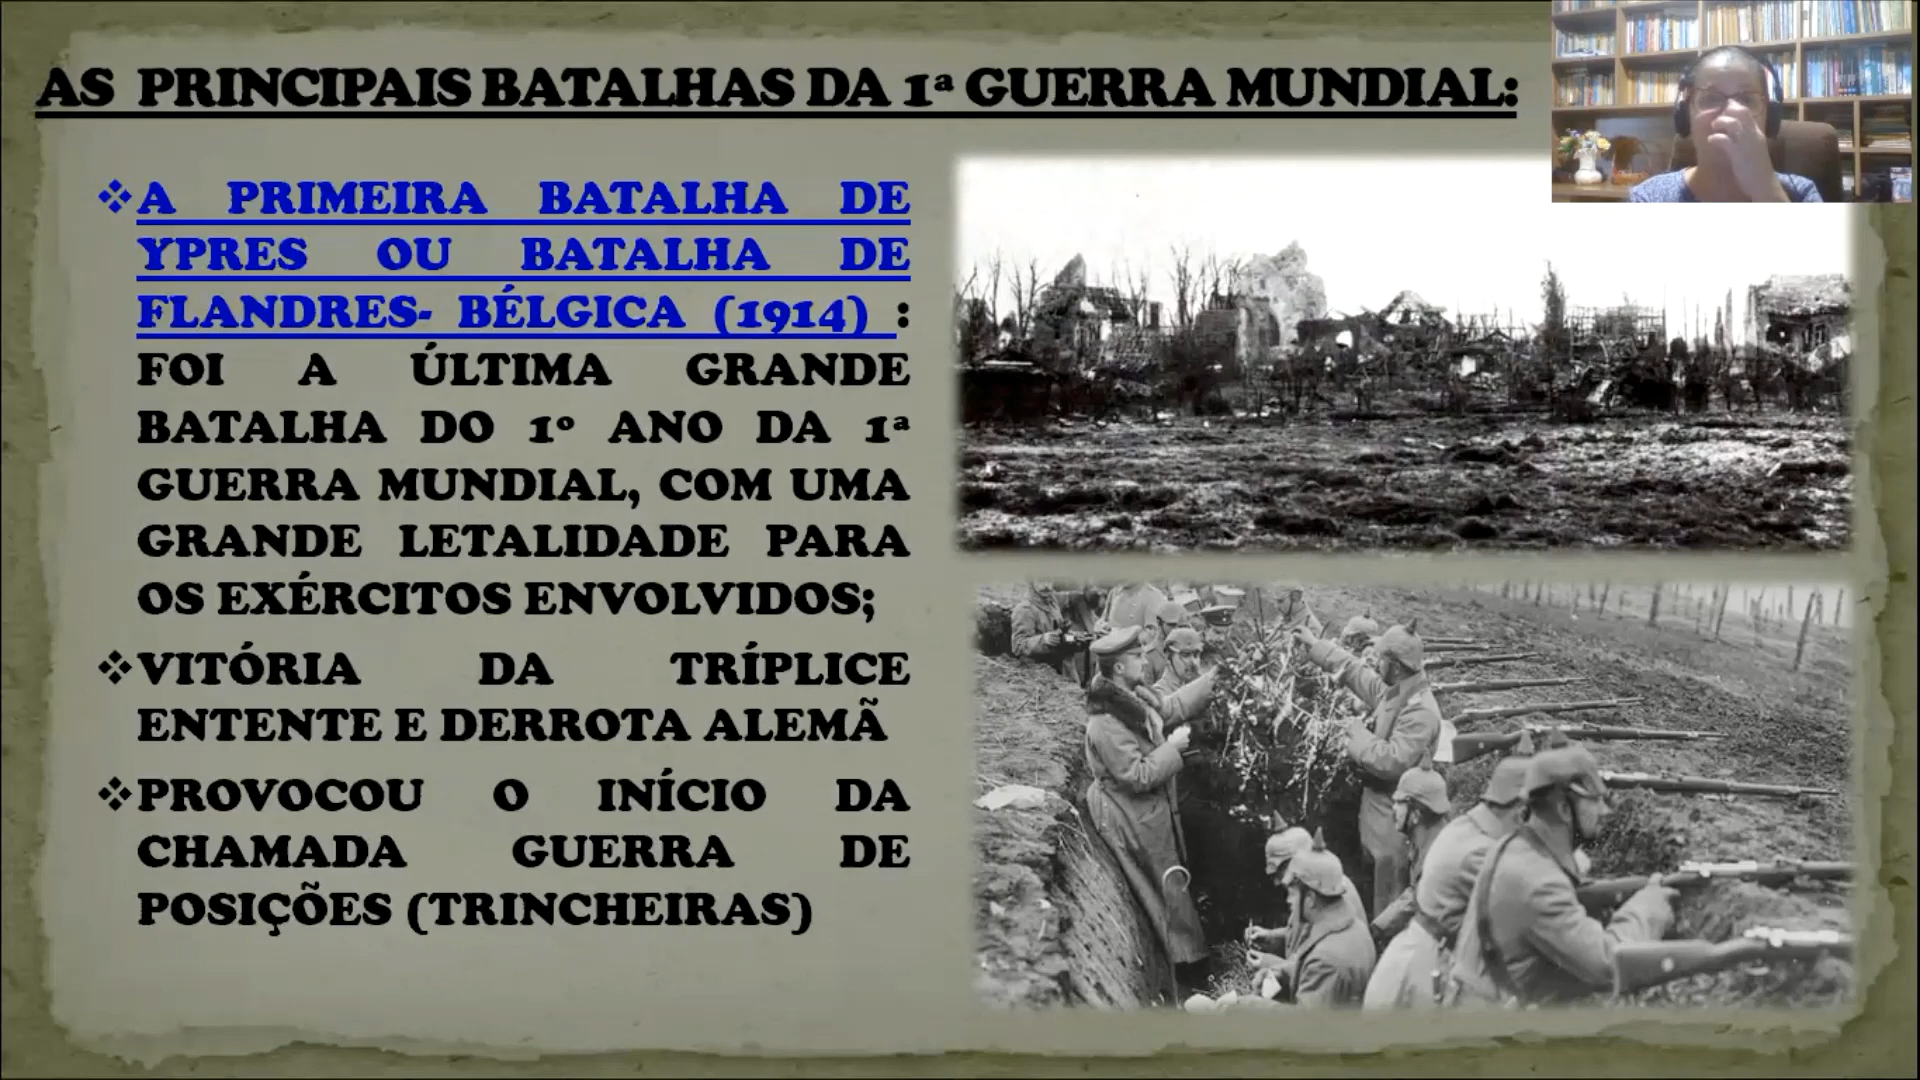 AS PRINCIPAIS BATALHAS DA 1ª GUERRA MUNDIAL:
❖A PRIMEIRA BATALHA DE
YPRES OU BATALHA DE
FLANDRES- BÉLGICA (1914) :
FOI A ÚLTIMA GRANDE
BATALHA DO 1º ANO DA 1ª
GUERRA MUNDIAL, COM UMA
GRANDE LETALIDADE PARA
OS EXÉRCITOS ENVOLVIDOS;
❖VITÓRIA DA TRÍPLICE
ENTENTE E DERROTA ALEMÃ
❖PROVOCOU O INÍCIO DA
CHAMADA GUERRA DE
POSIÇÕES (TRINCHEIRAS)